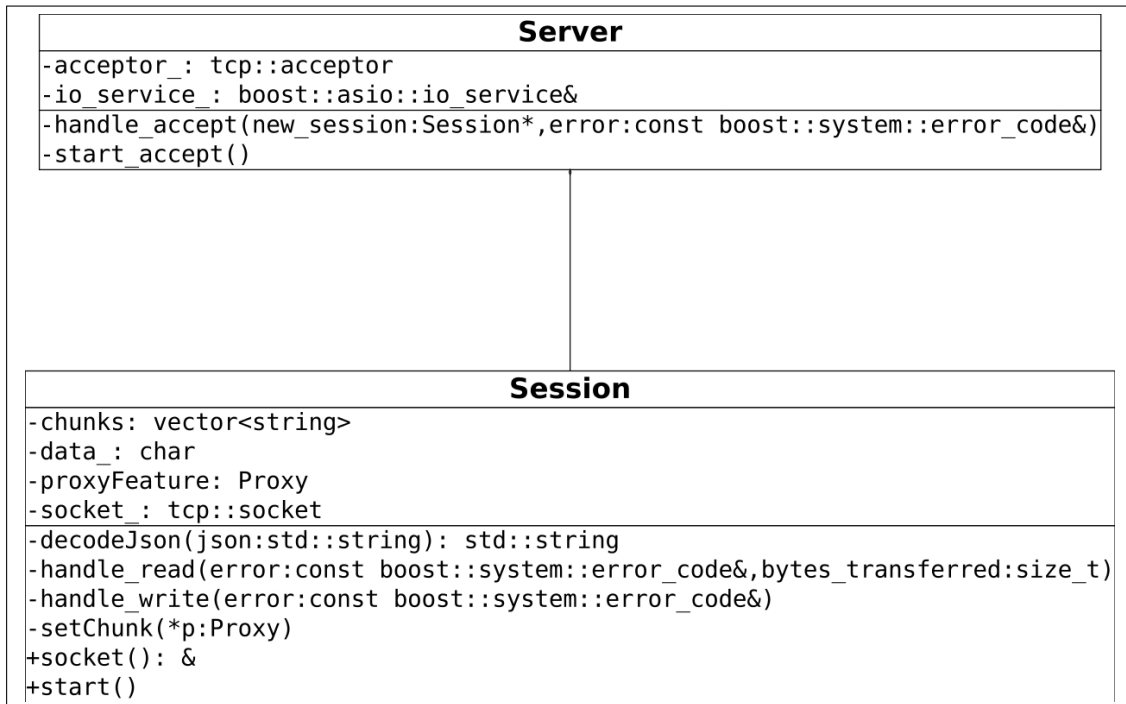 Server
-acceptor_: tcp::acceptor
-io_service_: boost::asio::io_service&
-handle_accept(new_session:Session*,error:const boost::system::error_code&)
-start_accept()
Session
-chunks: vector<string>
-data_: char
-proxyFeature: Proxy
-socket_: tcp::socket
-decodeJson(json:std::string): std::string
-handle_read(error:const boost::system::error_code&,bytes_transferred:size_t)
-handle_write(error:const boost::system::error_code&)
-setChunk(*p:Proxy)
+socket(): &
+start()